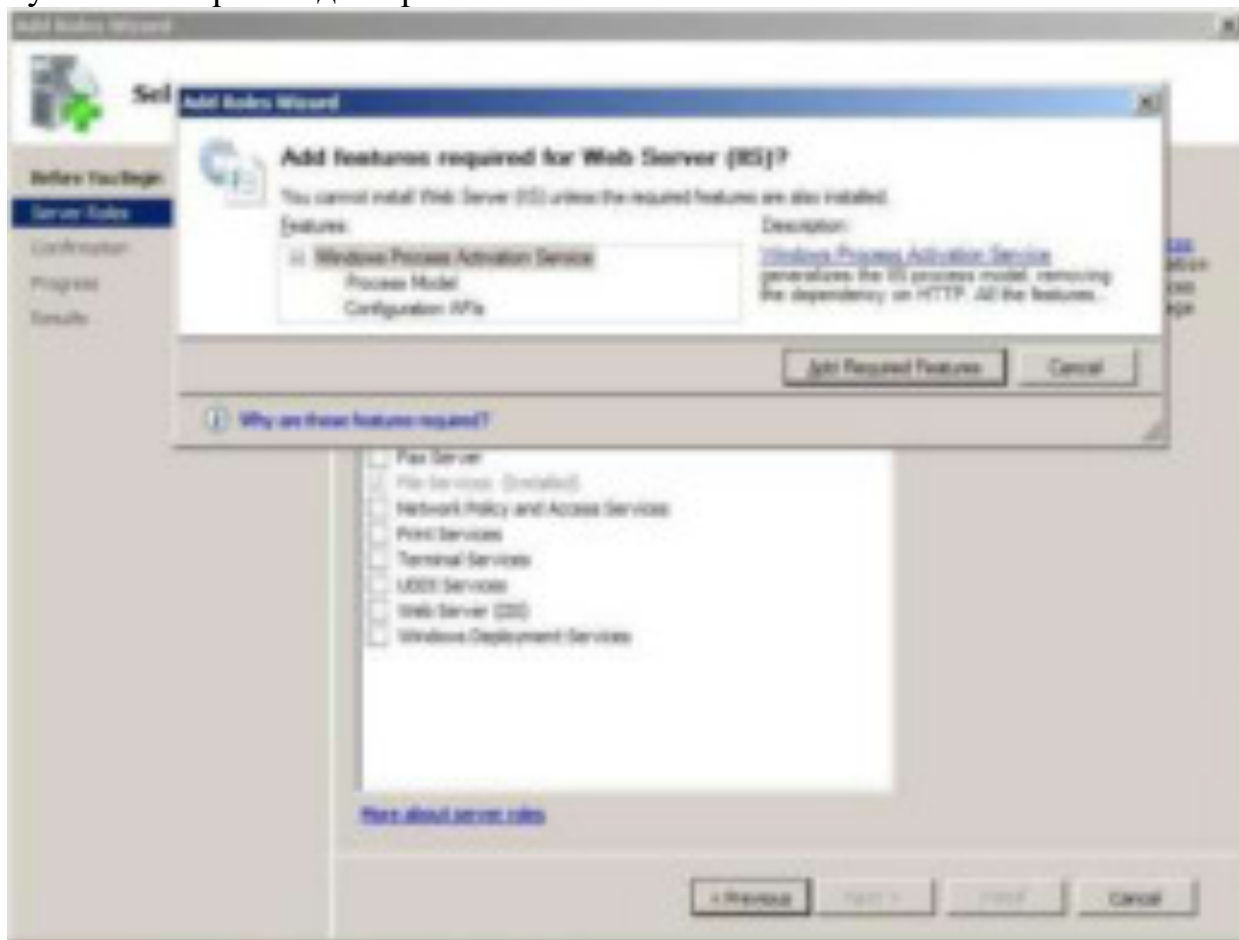 Add Roles Wizard
Sel
Add Roles Wizard
Add features required for Web Server (IIS)?
You cannot install Web Server (IIS) unless the required features are also installed.
Features:
Description:
Windows Process Activation Service
Process Model
Configuration APIs
Windows Process Activation Service
generalizes the IIS process model, removing
the dependency on HTTP. All the features...
Add Required Features
Cancel
Why are these features required?
Before You Begin
Server Roles
Confirmation
Progress
Results
Fax Server
File Services (Installed)
Network Policy and Access Services
Print Services
Terminal Services
UDDI Services
Web Server (IIS)
Windows Deployment Services
More about server roles
< Previous
Next >
Install
Cancel